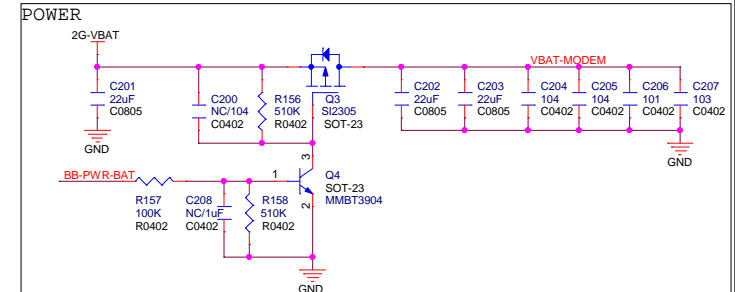 POWER
2G-VBAT
VBAT-MODEM
C201
22uF
C0805
C200
NC/104
C0402
R156
510K
R0402
Q3
SI2305
SOT-23
C202
22uF
C0805
C203
22uF
C0805
C204
104
C0402
C205
104
C0402
C206
101
C0402
C207
103
C0402
GND
GND
BB-PWR-BAT
1
3
2
Q4
SOT-23
MMBT3904
R157
100K
R0402
C208
NC/1uF
C0402
R158
510K
R0402
GND